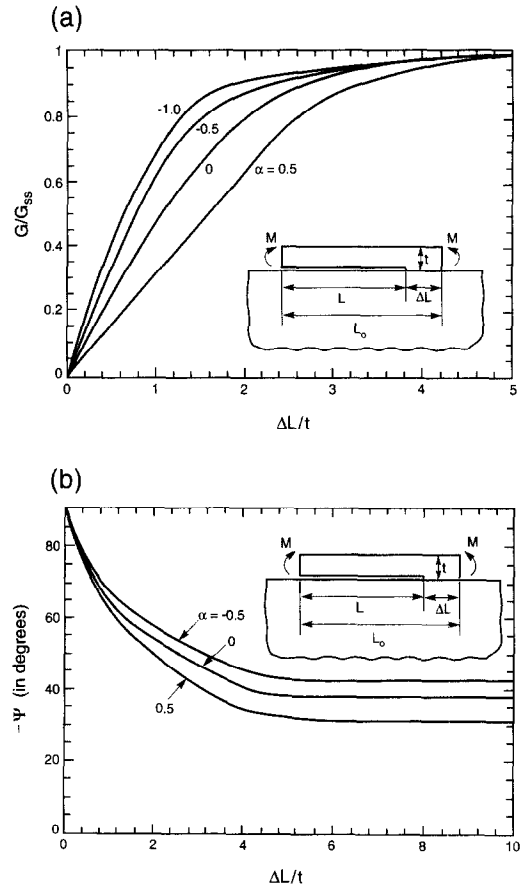 (a)
1
0.8
0.6
0.4
0.2
0
G/Gss
-1.0
-0.5
0
α = 0.5
M
M
t
L
ΔL
Lo
0 1 2 3 4 5
ΔL/t
(b)
80
60
40
20
0
-Ψ (in degrees)
α = -0.5
0
0.5
M
M
t
L
ΔL
Lo
0 2 4 6 8 10
ΔL/t